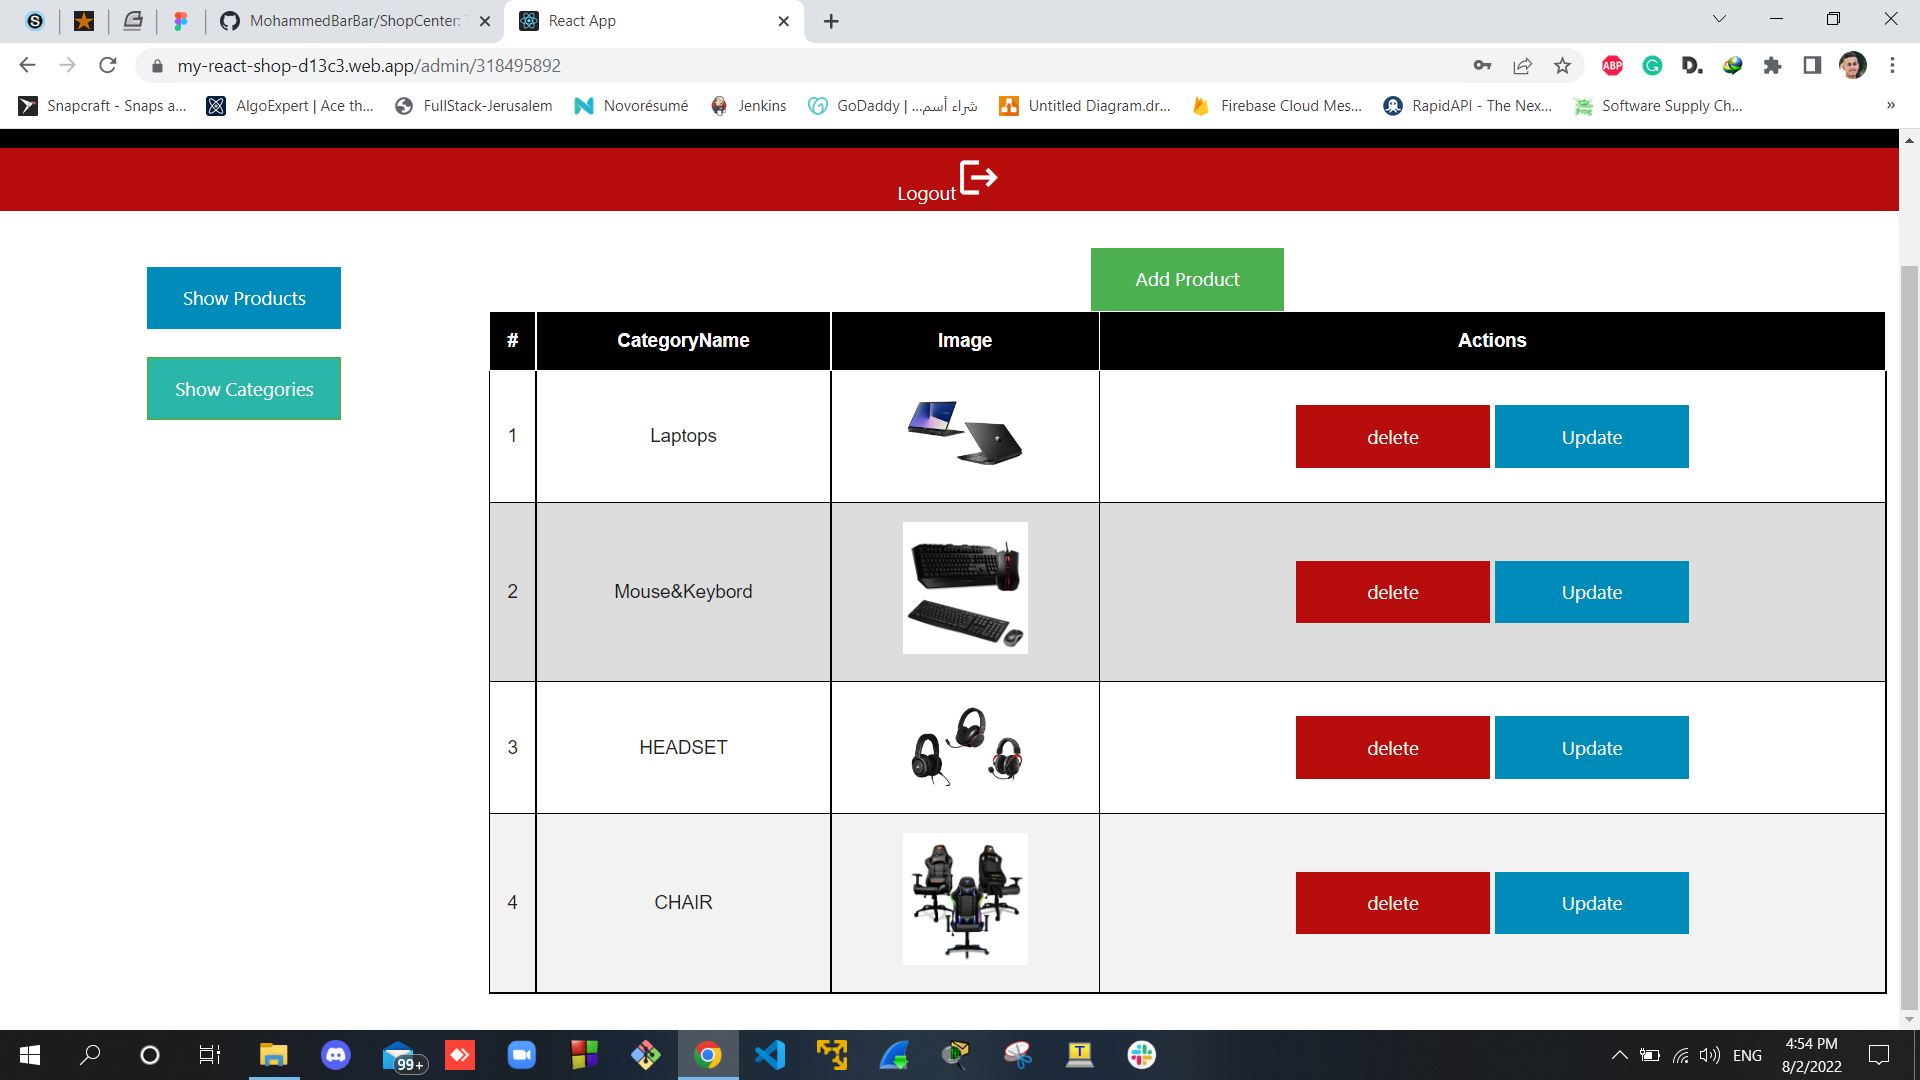 MohammedBarBar/ShopCenter:
React App
my-react-shop-d13c3.web.app/admin/318495892
ABP
Snapcraft - Snaps a...
AlgoExpert | Ace th...
FullStack-Jerusalem
Novorésumé
Jenkins
GoDaddy | ...شراء أسم
Untitled Diagram.dr...
Firebase Cloud Mes...
RapidAPI - The Nex...
Software Supply Ch...
»
Logout
Show Products
Show Categories
Add Product
# CategoryName Image Actions
1 Laptops delete Update
2 Mouse&Keybord delete Update
3 HEADSET delete Update
4 CHAIR delete Update
99+
ENG
4:54 PM
8/2/2022